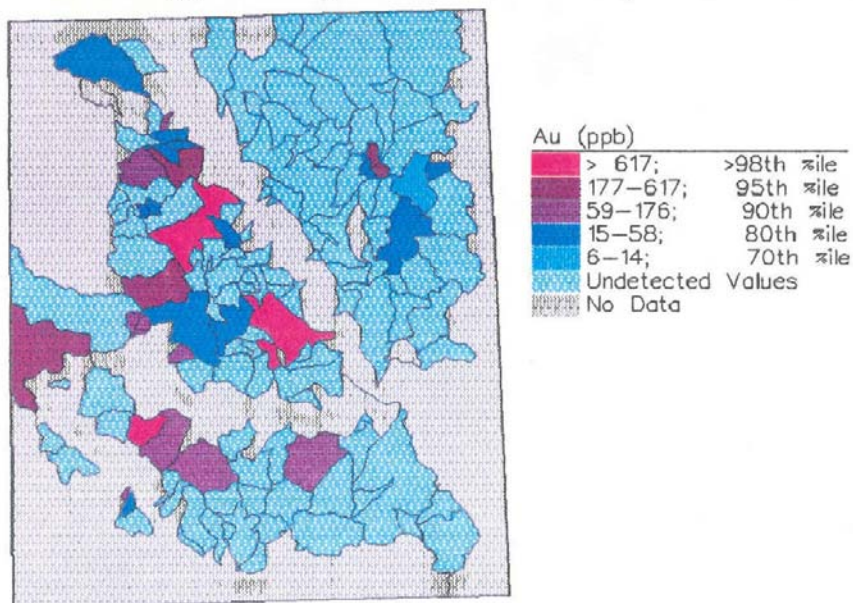 Au (ppb)
> 617; >98th %ile
177–617; 95th %ile
59–176; 90th %ile
15–58; 80th %ile
6–14; 70th %ile
Undetected Values
No Data